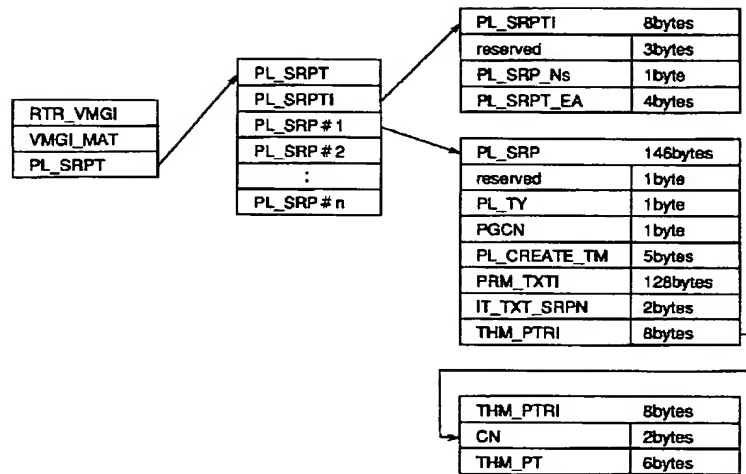 RTR_VMGI
VMGI_MAT
PL_SRPT
PL_SRPT
PL_SRPTI
PL_SRP#1
PL_SRP#2
:
PL_SRP#n
PL_SRPTI 8bytes
reserved 3bytes
PL_SRP_Ns 1byte
PL_SRPT_EA 4bytes
PL_SRP 146bytes
reserved 1byte
PL_TY 1byte
PGCN 1byte
PL_CREATE_TM 5bytes
PRM_TXTI 128bytes
IT_TXT_SRPN 2bytes
THM_PTRI 8bytes
THM_PTRI 8bytes
CN 2bytes
THM_PT 6bytes